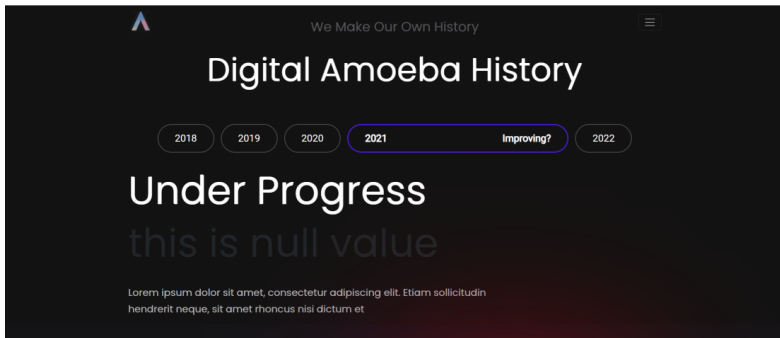 We Make Our Own History
Digital Amoeba History
2018 2019 2020 2021 Improving? 2022
Under Progress
this is null value
Lorem ipsum dolor sit amet, consectetur adipiscing elit. Etiam sollicitudin
hendrerit neque, sit amet rhoncus nisi dictum et